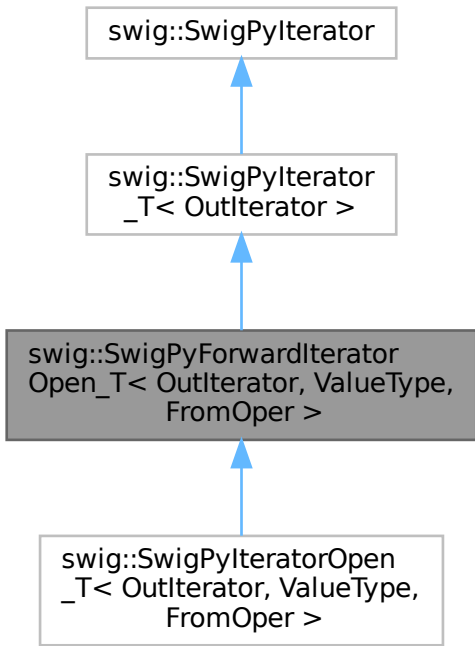 swig::SwigPyIterator
swig::SwigPyIterator
_T< OutIterator >
swig::SwigPyForwardIterator
Open_T< OutIterator, ValueType,
FromOper >
swig::SwigPyIteratorOpen
_T< OutIterator, ValueType,
FromOper >